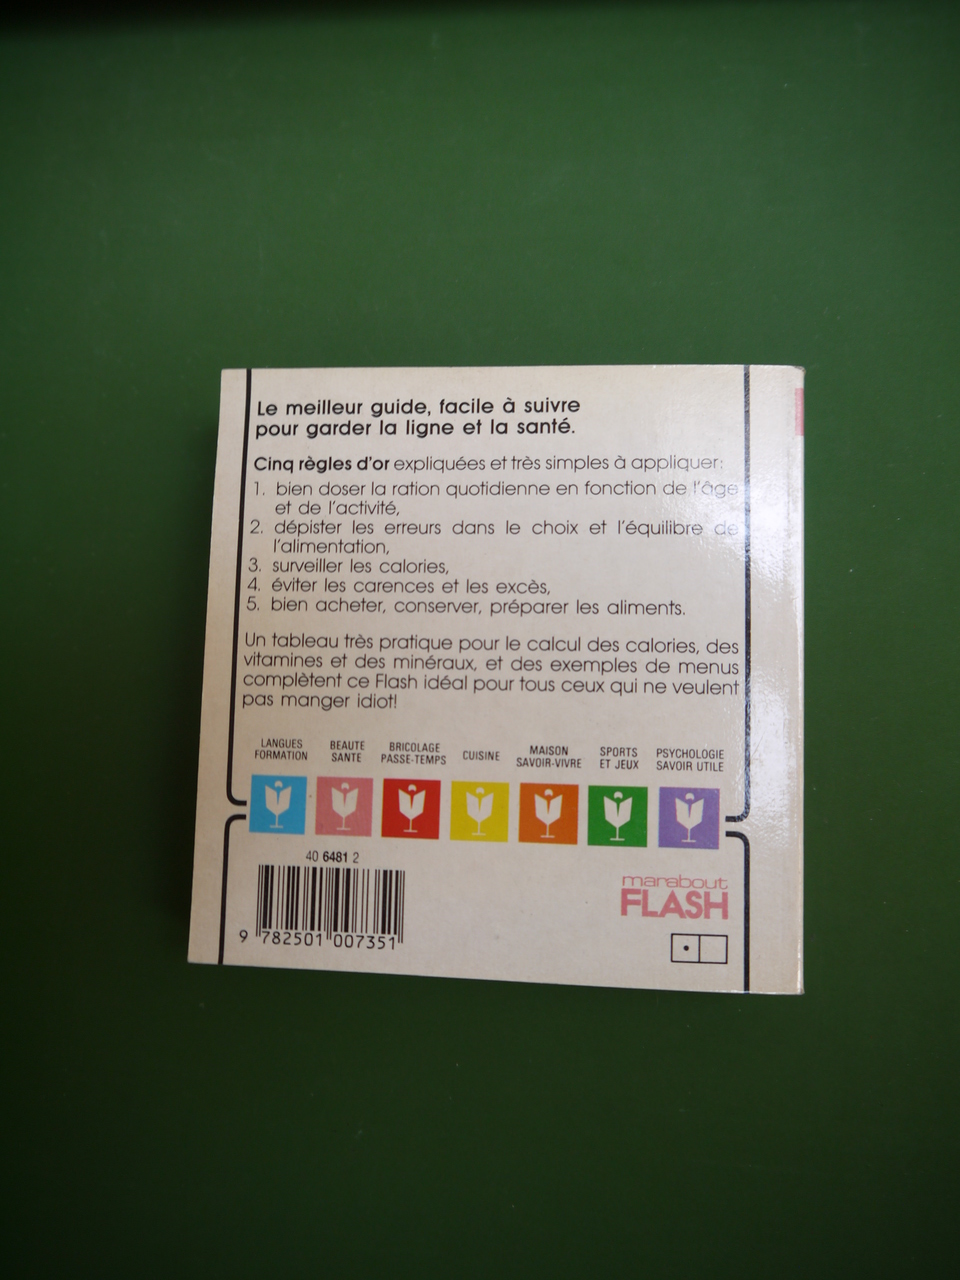 Le meilleur guide, facile à suivre
pour garder la ligne et la santé.
Cinq règles d'or expliquées et très simples à appliquer:
1. bien doser la ration quotidienne en fonction de l'âge
et de l'activité,
2. dépister les erreurs dans le choix et l'équilibre de
l'alimentation,
3. surveiller les calories,
4. éviter les carences et les excès,
5. bien acheter, conserver, préparer les aliments.
Un tableau très pratique pour le calcul des calories, des
vitamines et des minéraux, et des exemples de menus
complètent ce Flash idéal pour tous ceux qui ne veulent
pas manger idiot!
LANGUES
FORMATION
BEAUTE
SANTE
BRICOLAGE
PASSE-TEMPS
CUISINE
MAISON
SAVOIR-VIVRE
SPORTS
ET JEUX
PSYCHOLOGIE
SAVOIR UTILE
40 6481 2
9 782501 007351
marabout
FLASH